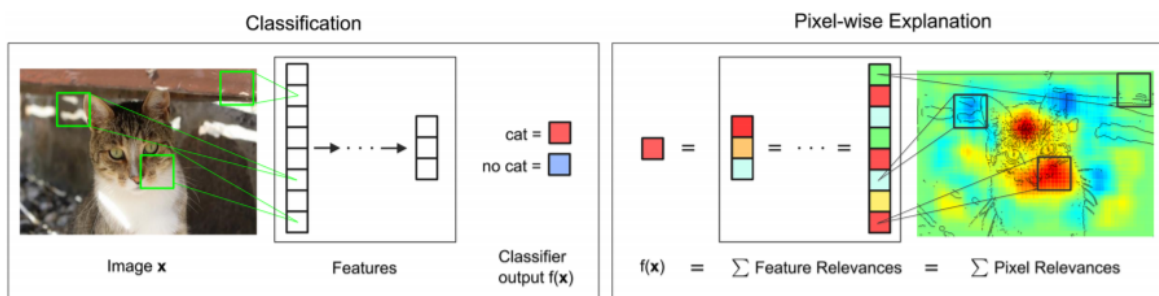 Classification
cat =
no cat =
Image x
Features
Classifier
output f(x)
Pixel-wise Explanation
= = · · · =
f(x) = ∑ Feature Relevances = ∑ Pixel Relevances